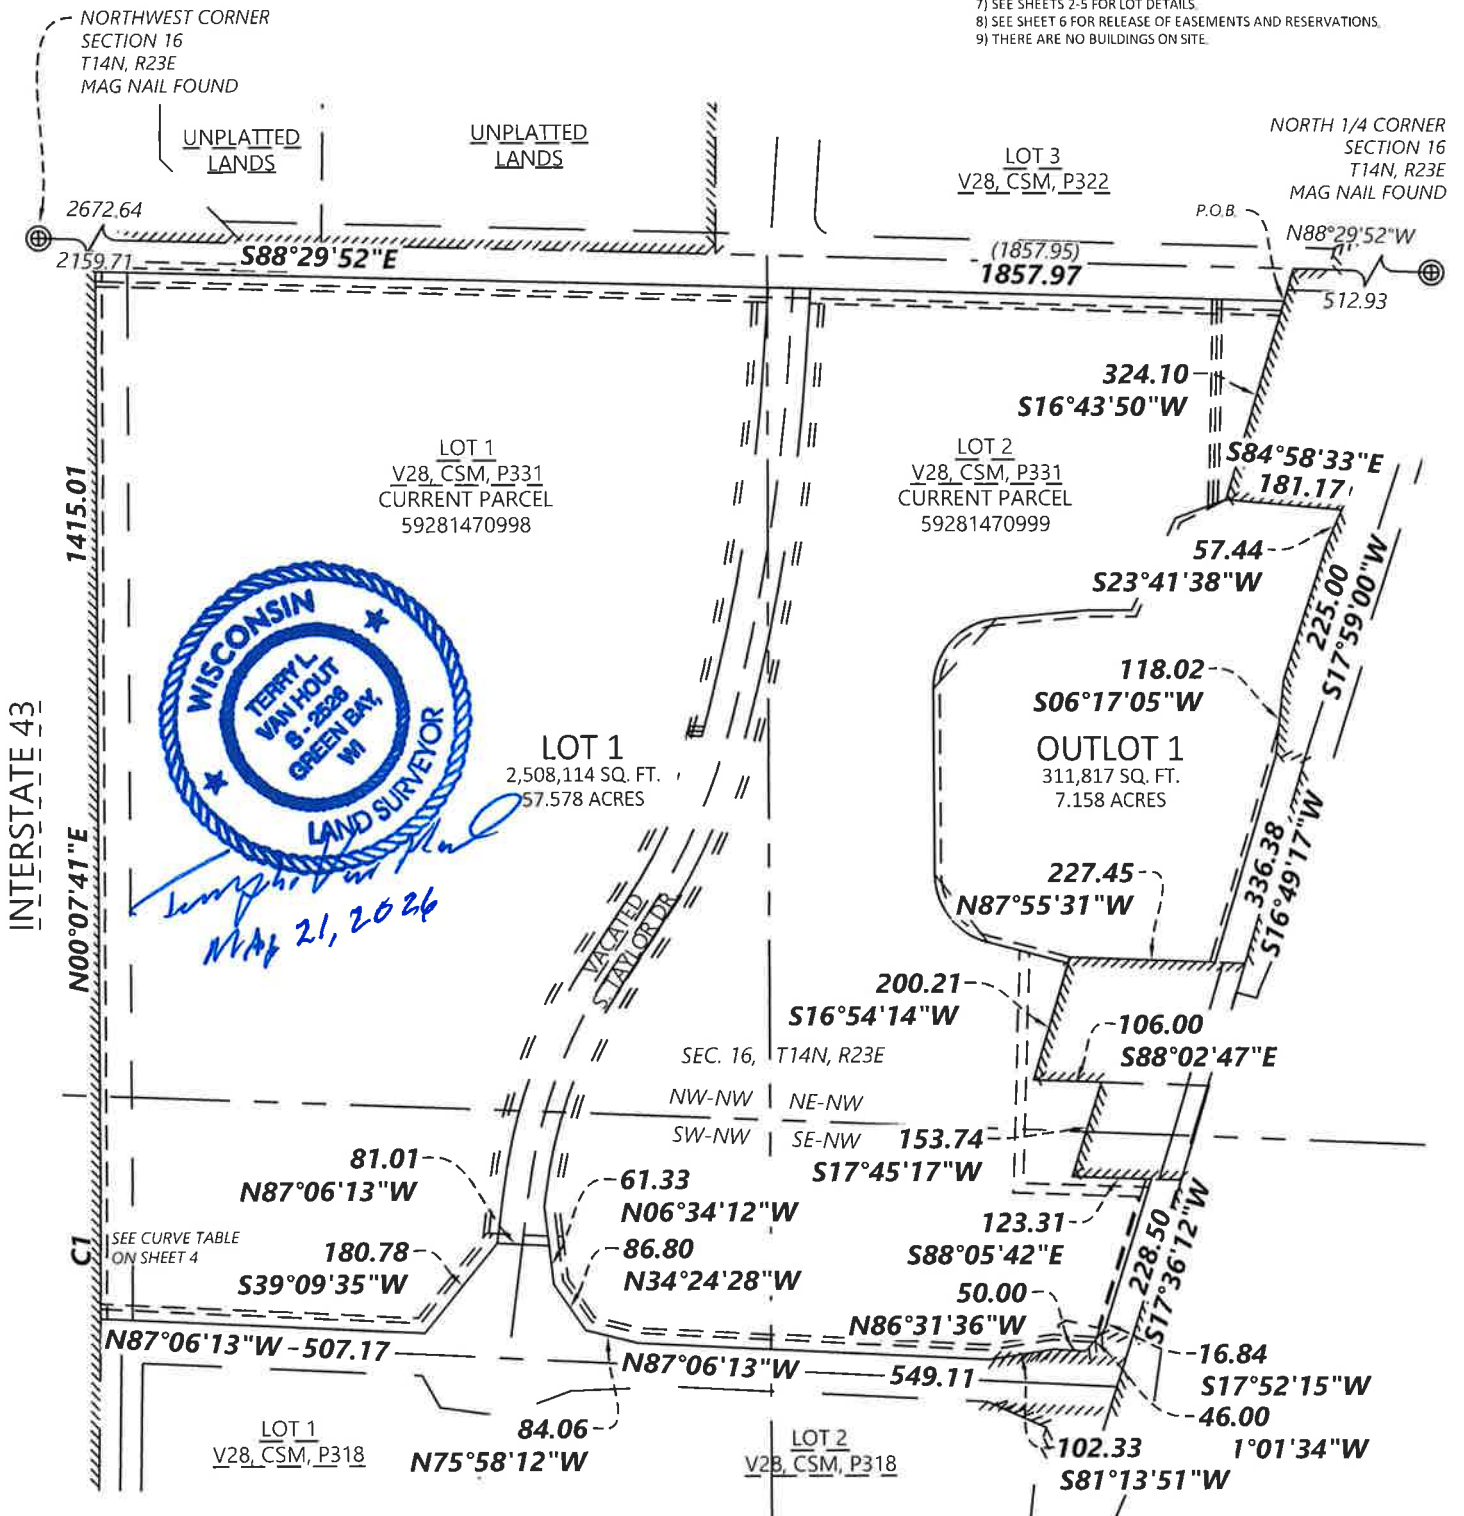 7) SEE SHEETS 2-5 FOR LOT DETAILS.
8) SEE SHEET 6 FOR RELEASE OF EASEMENTS AND RESERVATIONS.
9) THERE ARE NO BUILDINGS ON SITE.
NORTHWEST CORNER
SECTION 16
T14N, R23E
MAG NAIL FOUND
UNPLATTED
LANDS
UNPLATTED
LANDS
LOT 3
V28, CSM, P322
NORTH 1/4 CORNER
SECTION 16
T14N, R23E
MAG NAIL FOUND
P.O.B.
2672.64
2159.71
S88°29'52"E
(1857.95)
1857.97
N88°29'52"W
512.93
324.10
S16°43'50"W
S84°58'33"E
181.17
57.44
S23°41'38"W
225.00
S17°59'00"W
LOT 1
V28, CSM, P331
CURRENT PARCEL
59281470998
LOT 2
V28, CSM, P331
CURRENT PARCEL
59281470999
1415.01
N00°07'41"E
INTERSTATE 43
WISCONSIN
TERRY L.
VAN HOUT
S - 2526
GREEN BAY,
WI
LAND SURVEYOR
May 21, 2026
LOT 1
2,508,114 SQ. FT.
57.578 ACRES
118.02
S06°17'05"W
OUTLOT 1
311,817 SQ. FT.
7.158 ACRES
336.38
S16°49'17"W
227.45
N87°55'31"W
VACATED
S. TAYLOR DR
200.21
S16°54'14"W
106.00
S88°02'47"E
SEC. 16, T14N, R23E
NW-NW NE-NW
SW-NW SE-NW
153.74
S17°45'17"W
81.01
N87°06'13"W
61.33
N06°34'12"W
123.31
S88°05'42"E
228.50
S17°36'12"W
C1
SEE CURVE TABLE
ON SHEET 4
180.78
S39°09'35"W
86.80
N34°24'28"W
50.00
N86°31'36"W
N87°06'13"W - 507.17
N87°06'13"W 549.11
16.84
S17°52'15"W
46.00
1°01'34"W
84.06
N75°58'12"W
102.33
S81°13'51"W
LOT 1
V28, CSM, P318
LOT 2
V28, CSM, P318